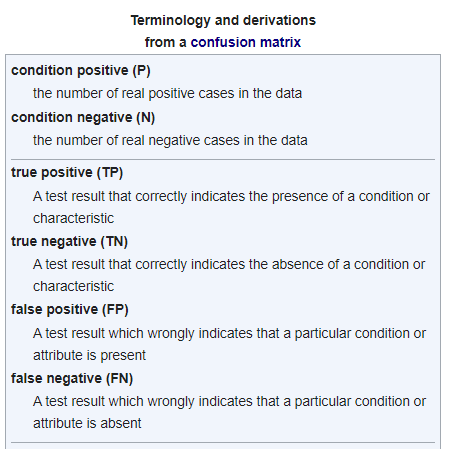 Terminology and derivations
from a confusion matrix
condition positive (P)
the number of real positive cases in the data
condition negative (N)
the number of real negative cases in the data
true positive (TP)
A test result that correctly indicates the presence of a condition or
characteristic
true negative (TN)
A test result that correctly indicates the absence of a condition or
characteristic
false positive (FP)
A test result which wrongly indicates that a particular condition or
attribute is present
false negative (FN)
A test result which wrongly indicates that a particular condition or
attribute is absent